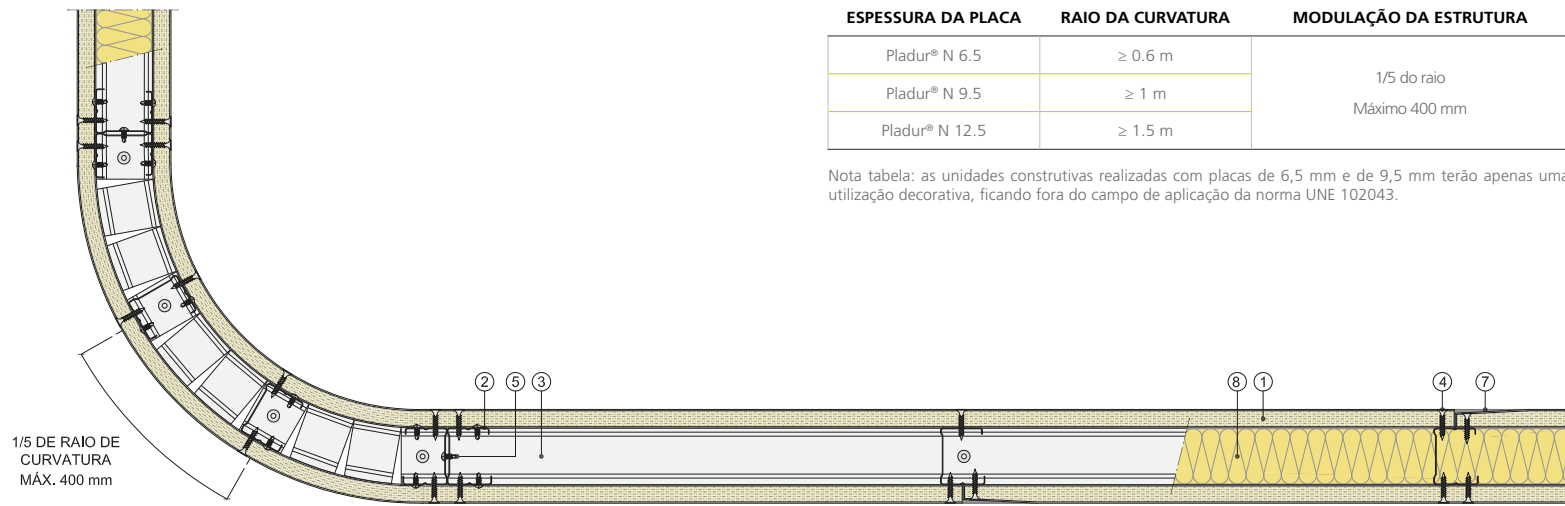 ESPESSURA DA PLACA RAIO DA CURVATURA MODULAÇÃO DA ESTRUTURA
Pladur® N 6.5 ≥ 0.6 m
1/5 do raio
Pladur® N 9.5 ≥ 1 m
Máximo 400 mm
Pladur® N 12.5 ≥ 1.5 m
Nota tabela: as unidades construtivas realizadas com placas de 6,5 mm e de 9,5 mm terão apenas uma
utilização decorativa, ficando fora do campo de aplicação da norma UNE 102043.
2 5 3 8 1 4 7
1/5 DE RAIO DE
CURVATURA
MÁX. 400 mm